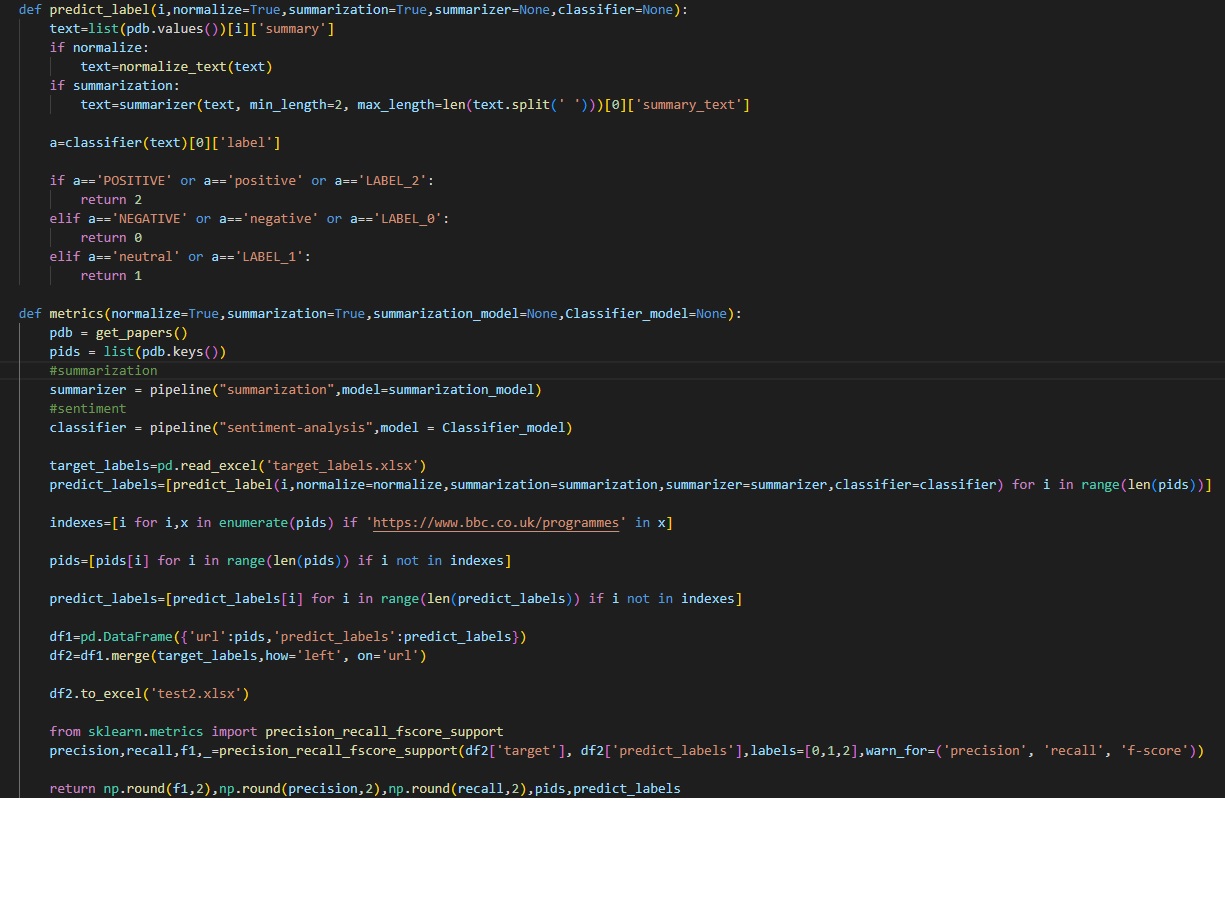 def predict_label(i,normalize=True,summarization=True,summarizer=None,classifier=None):
    text=list(pdb.values())[i]['summary']
    if normalize:
        text=normalize_text(text)
    if summarization:
        text=summarizer(text, min_length=2, max_length=len(text.split(' ')))[0]['summary_text']

    a=classifier(text)[0]['label']

    if a=='POSITIVE' or a=='positive' or a=='LABEL_2':
        return 2
    elif a=='NEGATIVE' or a=='negative' or a=='LABEL_0':
        return 0
    elif a=='neutral' or a=='LABEL_1':
        return 1

def metrics(normalize=True,summarization=True,summarization_model=None,Classifier_model=None):
    pdb = get_papers()
    pids = list(pdb.keys())
    #summarization
    summarizer = pipeline("summarization",model=summarization_model)
    #sentiment
    classifier = pipeline("sentiment-analysis",model = Classifier_model)

    target_labels=pd.read_excel('target_labels.xlsx')
    predict_labels=[predict_label(i,normalize=normalize,summarization=summarization,summarizer=summarizer,classifier=classifier) for i in range(len(pids))]

    indexes=[i for i,x in enumerate(pids) if 'https://www.bbc.co.uk/programmes' in x]

    pids=[pids[i] for i in range(len(pids)) if i not in indexes]

    predict_labels=[predict_labels[i] for i in range(len(predict_labels)) if i not in indexes]

    df1=pd.DataFrame({'url':pids,'predict_labels':predict_labels})
    df2=df1.merge(target_labels,how='left', on='url')

    df2.to_excel('test2.xlsx')

    from sklearn.metrics import precision_recall_fscore_support
    precision,recall,f1,_=precision_recall_fscore_support(df2['target'], df2['predict_labels'],labels=[0,1,2],warn_for=('precision', 'recall', 'f-score'))

    return np.round(f1,2),np.round(precision,2),np.round(recall,2),pids,predict_labels